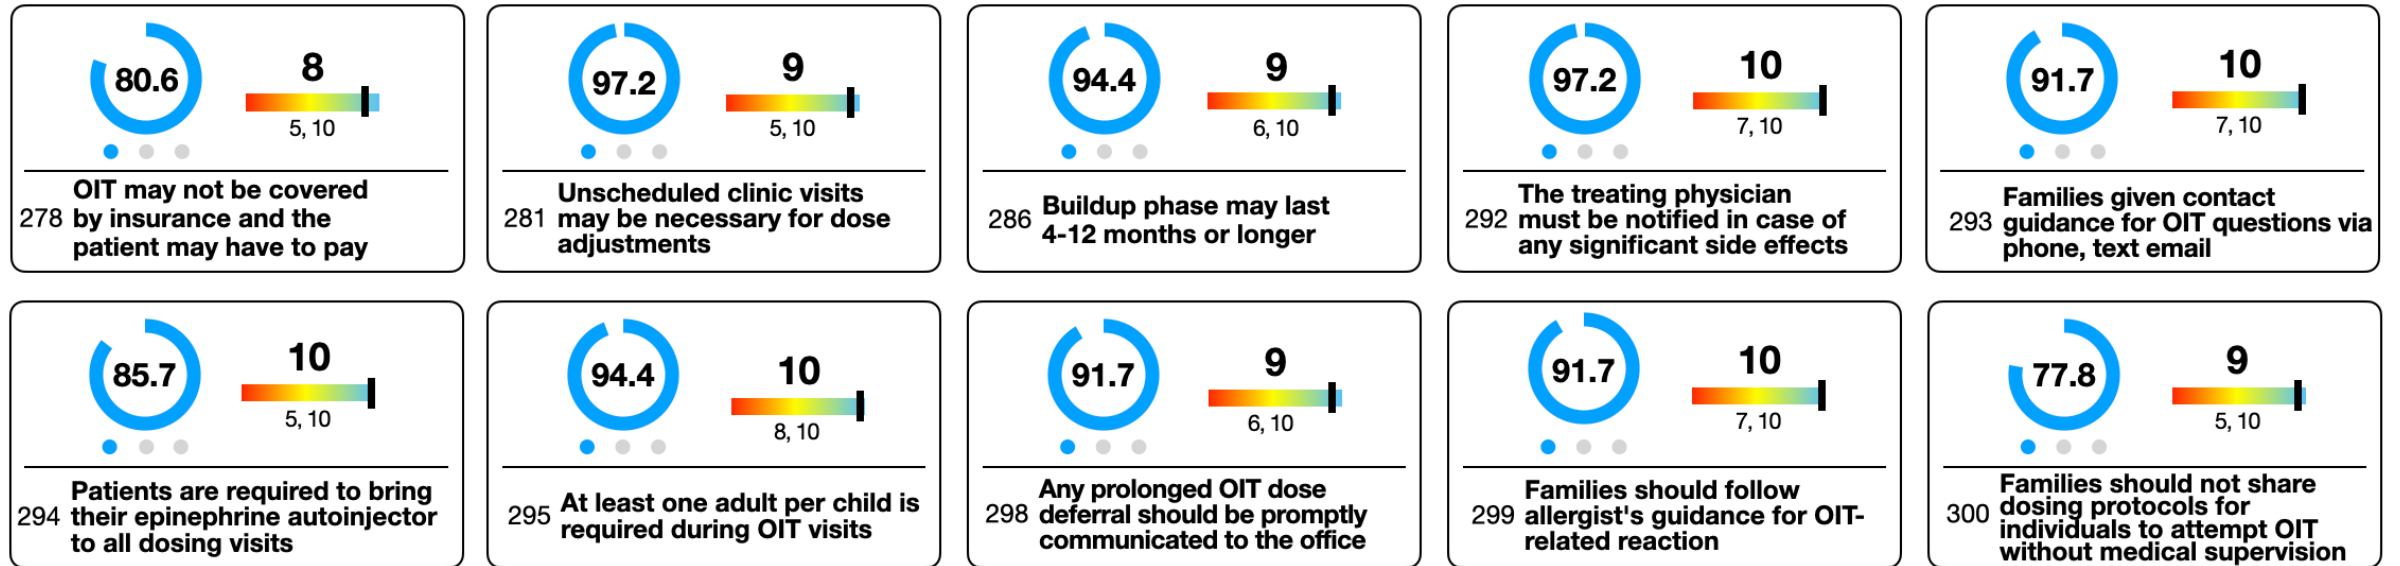 80.6
8
5, 10
278
OIT may not be covered
by insurance and the
patient may have to pay
97.2
9
5, 10
281
Unscheduled clinic visits
may be necessary for dose
adjustments
94.4
9
6, 10
286
Buildup phase may last
4-12 months or longer
97.2
10
7, 10
292
The treating physician
must be notified in case of
any significant side effects
91.7
10
7, 10
293
Families given contact
guidance for OIT questions via
phone, text email
85.7
10
5, 10
294
Patients are required to bring
their epinephrine autoinjector
to all dosing visits
94.4
10
8, 10
295
At least one adult per child is
required during OIT visits
91.7
9
6, 10
298
Any prolonged OIT dose
deferral should be promptly
communicated to the office
91.7
10
7, 10
299
Families should follow
allergist's guidance for OIT-
related reaction
77.8
9
5, 10
300
Families should not share
dosing protocols for
individuals to attempt OIT
without medical supervision